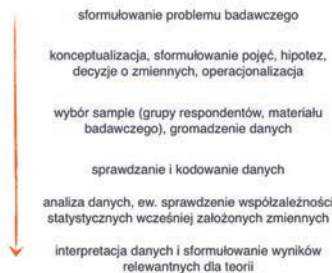 sformułowanie problemu badawczego
konceptualizacja, sformułowanie pojęć, hipotez,
decyzje o zmiennych, operacjonalizacja
wybór sample (grupy respondentów, materiału
badawczego), gromadzenie danych
sprawdzanie i kodowanie danych
analiza danych, ew. sprawdzenie współzależności
statystycznych wcześniej założonych zmiennych
interpretacja danych i sformułowanie wyników
relewantnych dla teorii